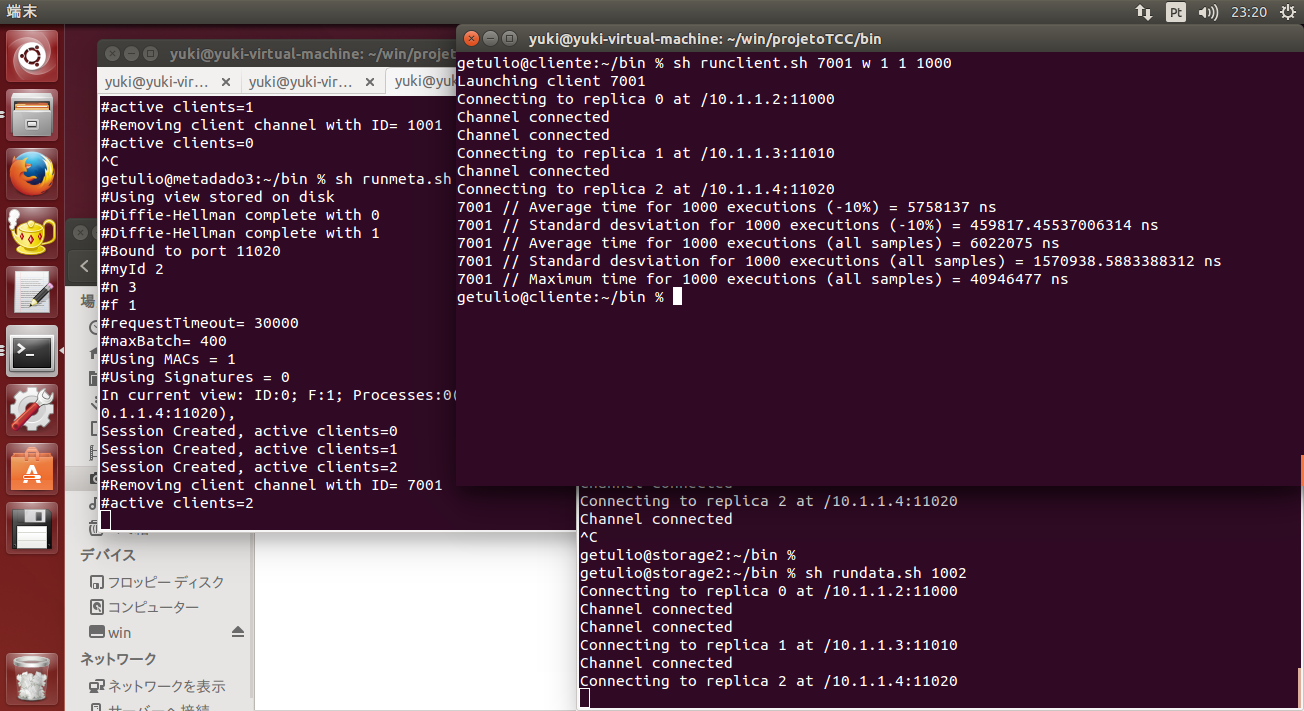 端末
Pt
23:20
yuki@yuki-virtual-machine: ~/win/projet
yuki@yuki-vir...
yuki@yuki-vir...
yuki@yuk
#active clients=1
#Removing client channel with ID= 1001
#active clients=0
^C
getulio@metadado3:~/bin % sh runmeta.sh
#Using view stored on disk
#Diffie-Hellman complete with 0
#Diffie-Hellman complete with 1
#Bound to port 11020
#myId 2
#n 3
#f 1
#requestTimeout= 30000
#maxBatch= 400
#Using MACs = 1
#Using Signatures = 0
In current view: ID:0; F:1; Processes:0(
0.1.1.4:11020),
Session Created, active clients=0
Session Created, active clients=1
Session Created, active clients=2
#Removing client channel with ID= 7001
#active clients=2
yuki@yuki-virtual-machine: ~/win/projetoTCC/bin
getulio@cliente:~/bin % sh runclient.sh 7001 w 1 1 1000
Launching client 7001
Connecting to replica 0 at /10.1.1.2:11000
Channel connected
Channel connected
Connecting to replica 1 at /10.1.1.3:11010
Channel connected
Connecting to replica 2 at /10.1.1.4:11020
7001 // Average time for 1000 executions (-10%) = 5758137 ns
7001 // Standard desviation for 1000 executions (-10%) = 459817.45537006314 ns
7001 // Average time for 1000 executions (all samples) = 6022075 ns
7001 // Standard desviation for 1000 executions (all samples) = 1570938.5883388312 ns
7001 // Maximum time for 1000 executions (all samples) = 40946477 ns
getulio@cliente:~/bin %
Channel connected
Connecting to replica 2 at /10.1.1.4:11020
Channel connected
^C
getulio@storage2:~/bin %
getulio@storage2:~/bin % sh rundata.sh 1002
Connecting to replica 0 at /10.1.1.2:11000
Channel connected
Channel connected
Connecting to replica 1 at /10.1.1.3:11010
Channel connected
Connecting to replica 2 at /10.1.1.4:11020
場
デバイス
フロッピー ディスク
コンピューター
win
ネットワーク
ネットワークを表示
サーバーへ接続